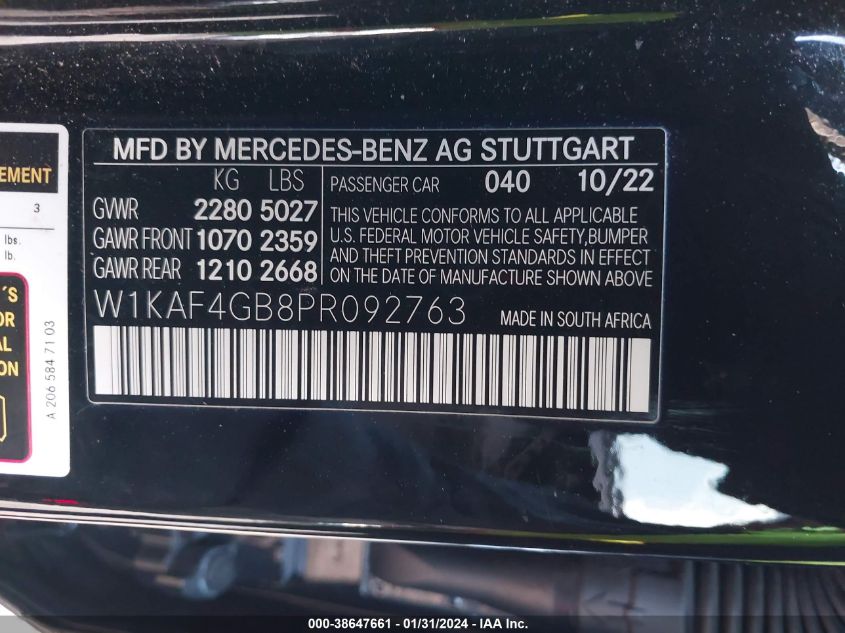 EMENT
3
lbs.
lb.
'S
OR
AL
ON
A 206 584 71 03
MFD BY MERCEDES-BENZ AG STUTTGART
KG LBS
GVWR 2280 5027
GAWR FRONT 1070 2359
GAWR REAR 1210 2668
PASSENGER CAR 040 10/22
THIS VEHICLE CONFORMS TO ALL APPLICABLE
U.S. FEDERAL MOTOR VEHICLE SAFETY,BUMPER
AND THEFT PREVENTION STANDARDS IN EFFECT
ON THE DATE OF MANUFACTURE SHOWN ABOVE
W1KAF4GB8PR092763 MADE IN SOUTH AFRICA
000-38647661 - 01/31/2024 - IAA Inc.